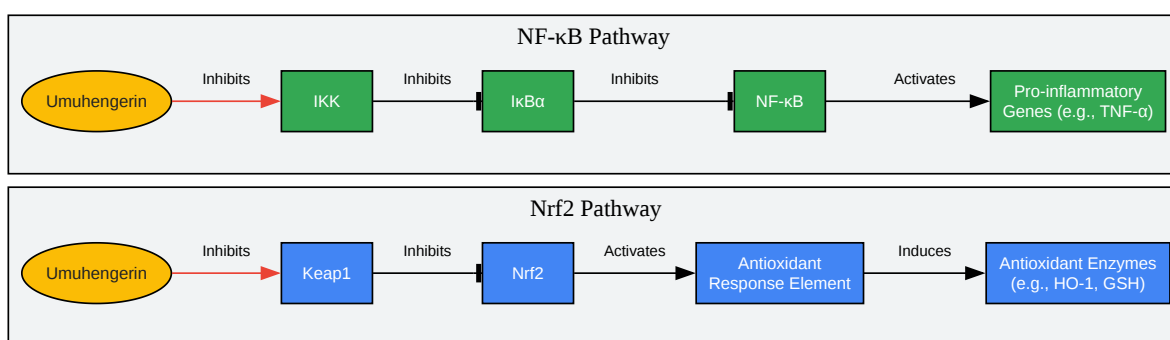 NF-κB Pathway
Umuhengerin
Inhibits
IKK
Inhibits
IκBα
Inhibits
NF-κB
Activates
Pro-inflammatory
Genes (e.g., TNF-α)
Nrf2 Pathway
Umuhengerin
Inhibits
Keap1
Inhibits
Nrf2
Activates
Antioxidant
Response Element
Induces
Antioxidant Enzymes
(e.g., HO-1, GSH)